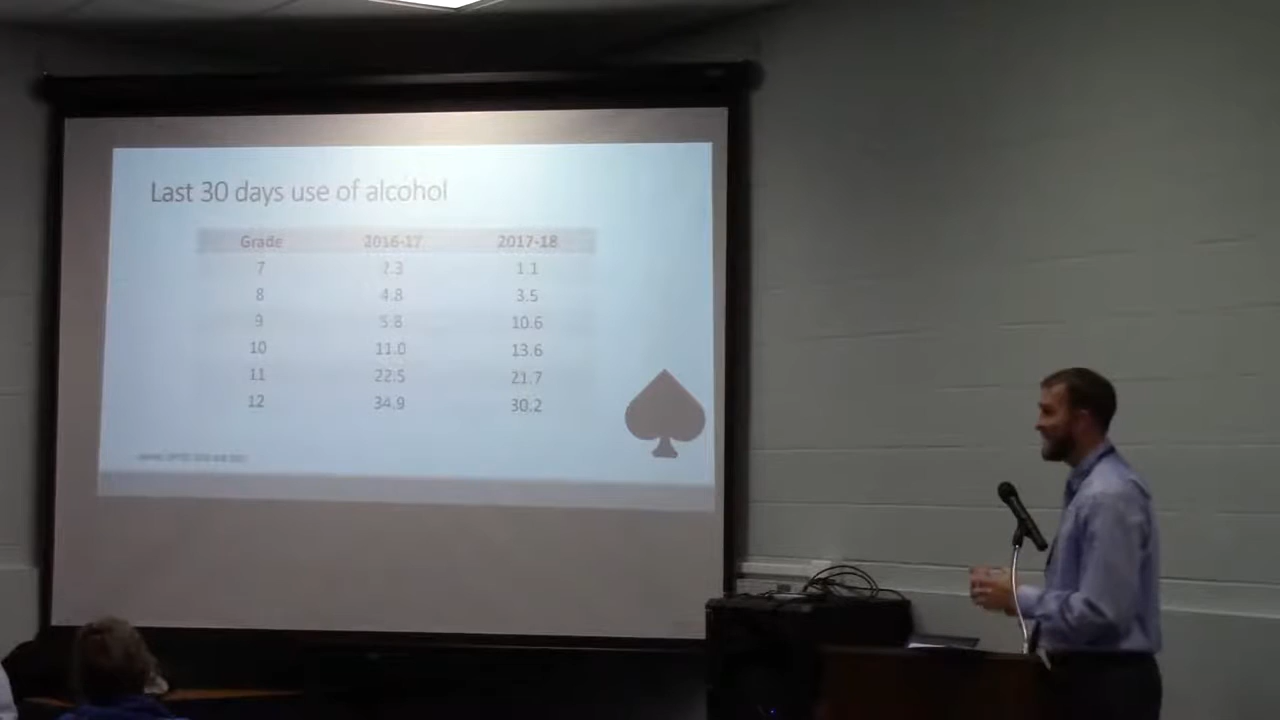 Last 30 days use of alcohol
Grade 2016-17 2017-18
7 2.3 1.1
8 4.8 3.5
9 5.8 10.6
10 11.0 13.6
11 22.5 21.7
12 34.9 30.2